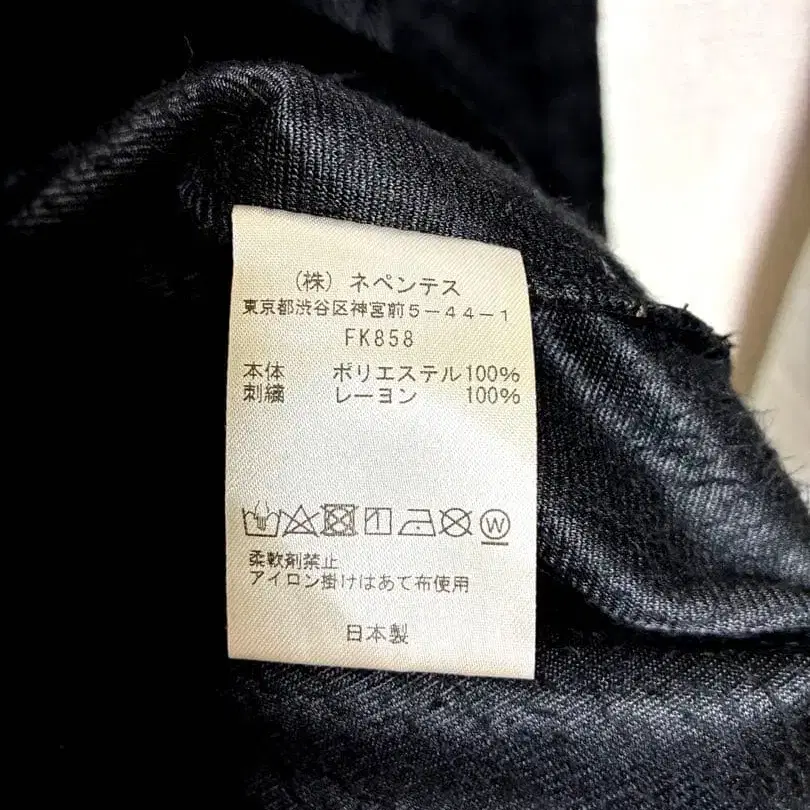 (株) ネペンテス
東京都渋谷区神宮前5-44-1
FK858
本体 ポリエステル100%
刺繍 レーヨン 100%
W
柔軟剤禁止
アイロン掛けはあて布使用
日本製